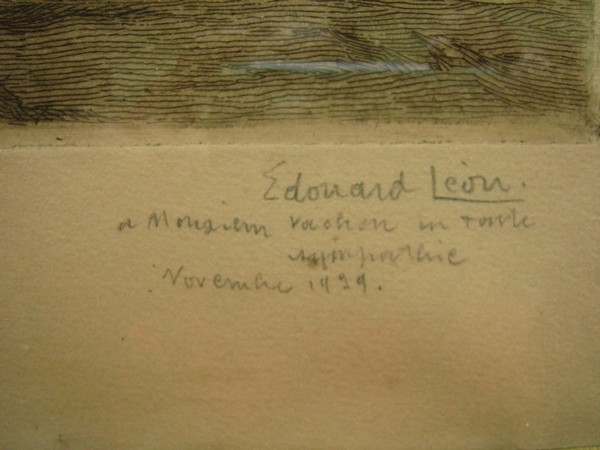 Edouard Léon.
a Monsieur Vachon en toute
sympathie
Novembre 1929.